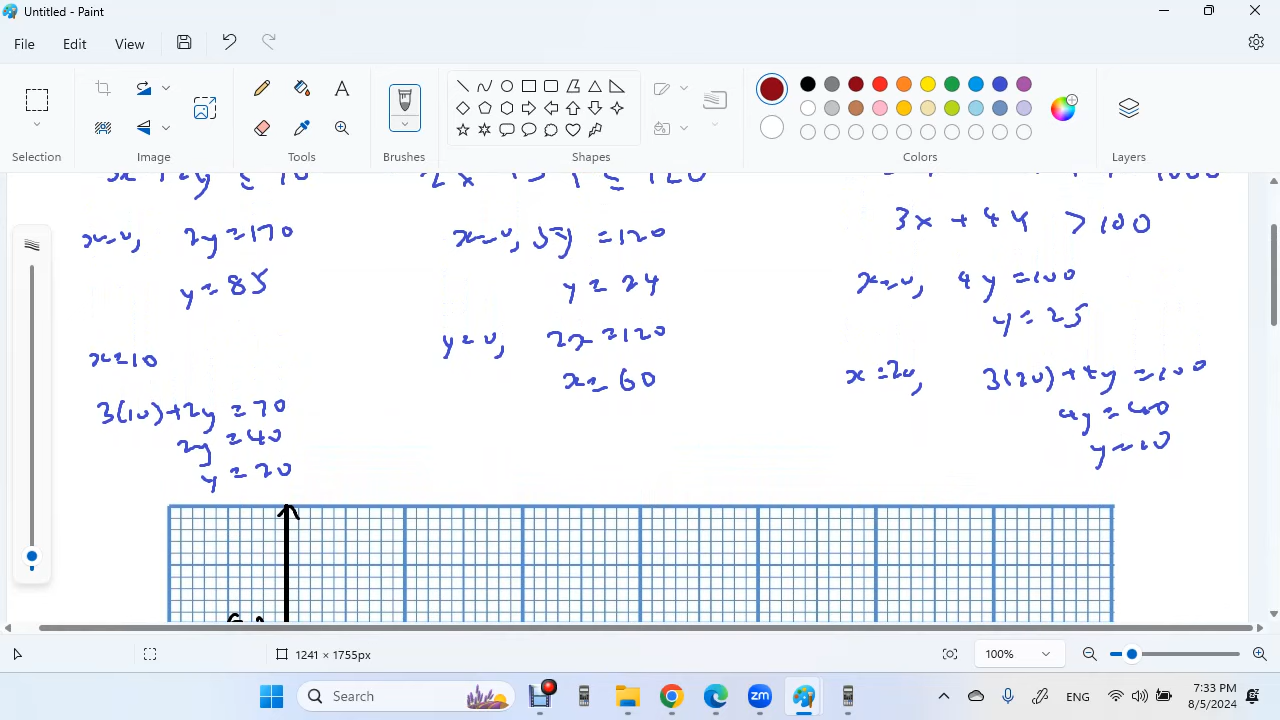 Untitled - Paint
File Edit View
Selection Image Tools Brushes Shapes Colors Layers
3x + 4y > 100
x=0, 2y=170
x=0, 5y =120
x=0, 4y =100
y=85
y = 24
y = 25
y=0, 2x =120
x=10
x= 60
x =20, 3(20)+4y =100
3(10)+2y =70
4y =40
2y =40
y=10
y =20
100%
Search
ENG
7:33 PM
8/5/2024